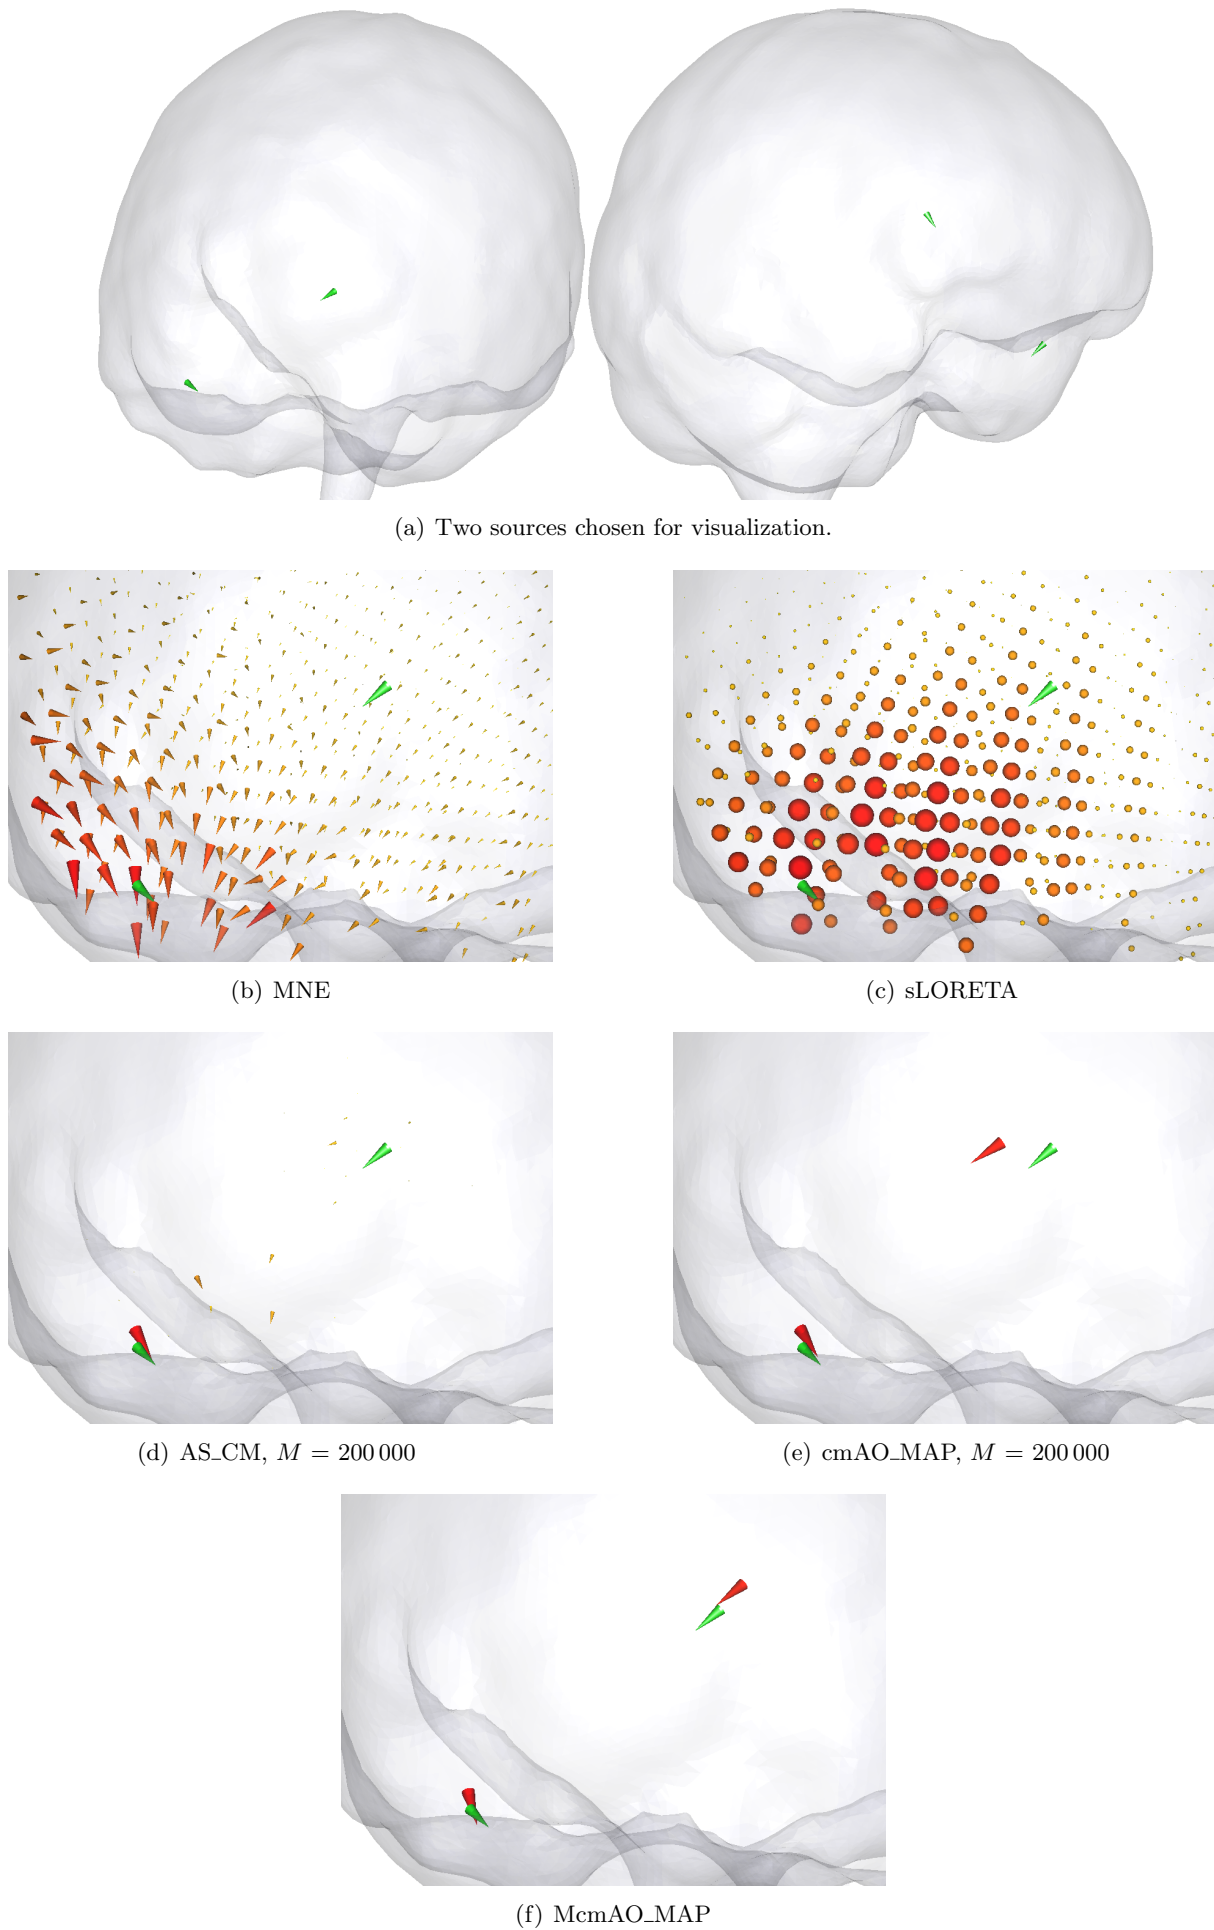 (a) Two sources chosen for visualization.
(b) MNE
(c) sLORETA
(d) AS_CM, M = 200 000
(e) cmAO_MAP, M = 200 000
(f) McmAO_MAP